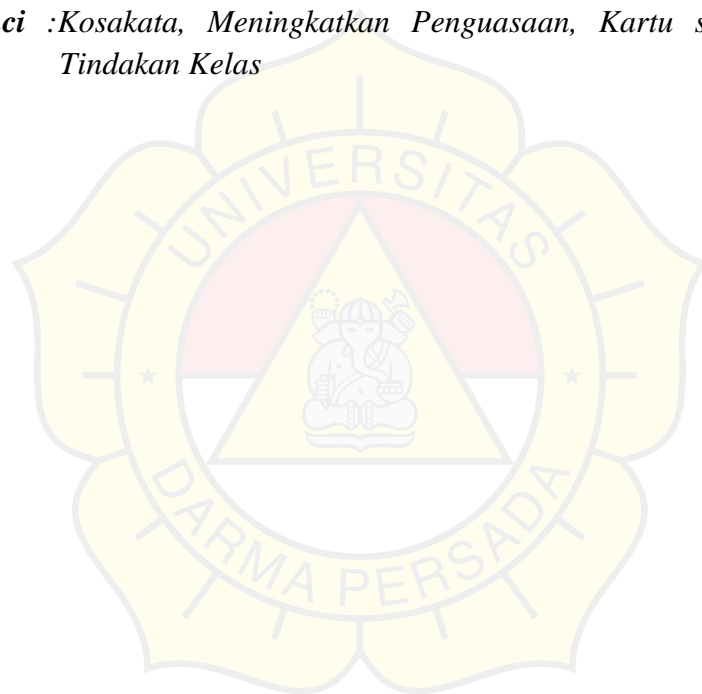 ci :Kosakata, Meningkatkan Penguasaan, Kartu s
Tindakan Kelas
UNIVERSITAS
DARMA PERSADA